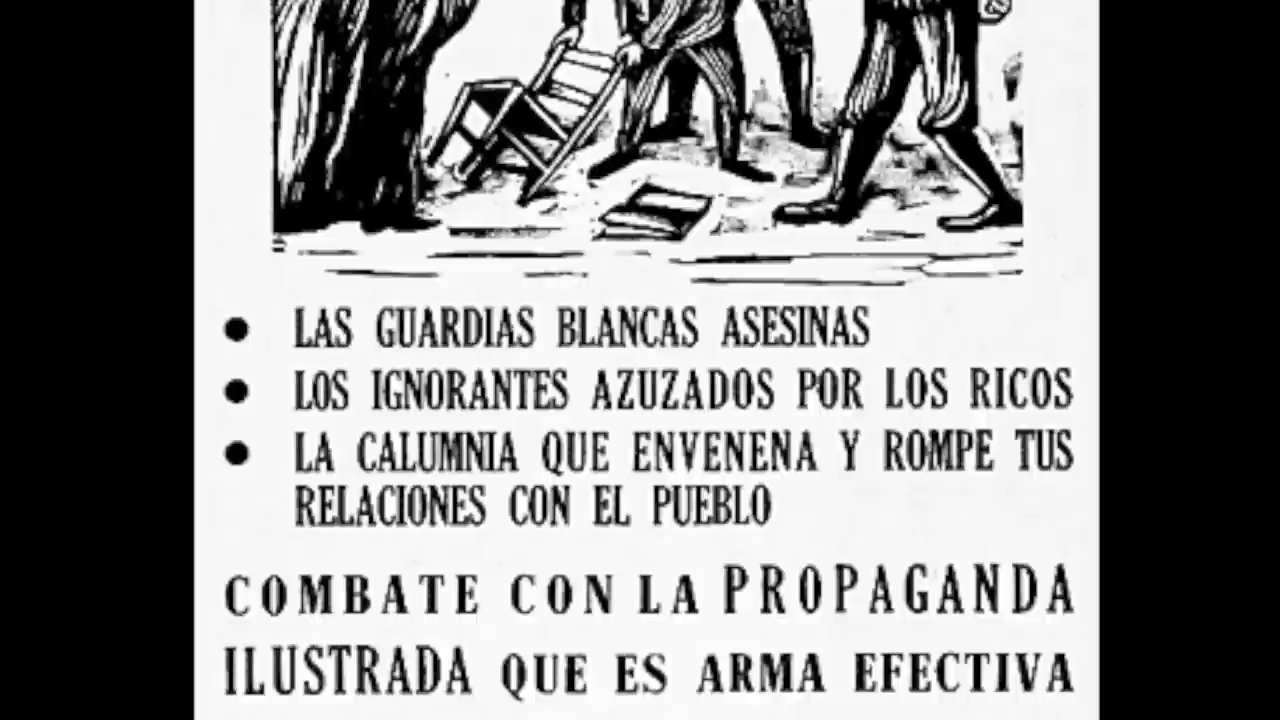 ● LAS GUARDIAS BLANCAS ASESINAS
● LOS IGNORANTES AZUZADOS POR LOS RICOS
● LA CALUMNIA QUE ENVENENA Y ROMPE TUS
RELACIONES CON EL PUEBLO
COMBATE CON LA PROPAGANDA
ILUSTRADA QUE ES ARMA EFECTIVA